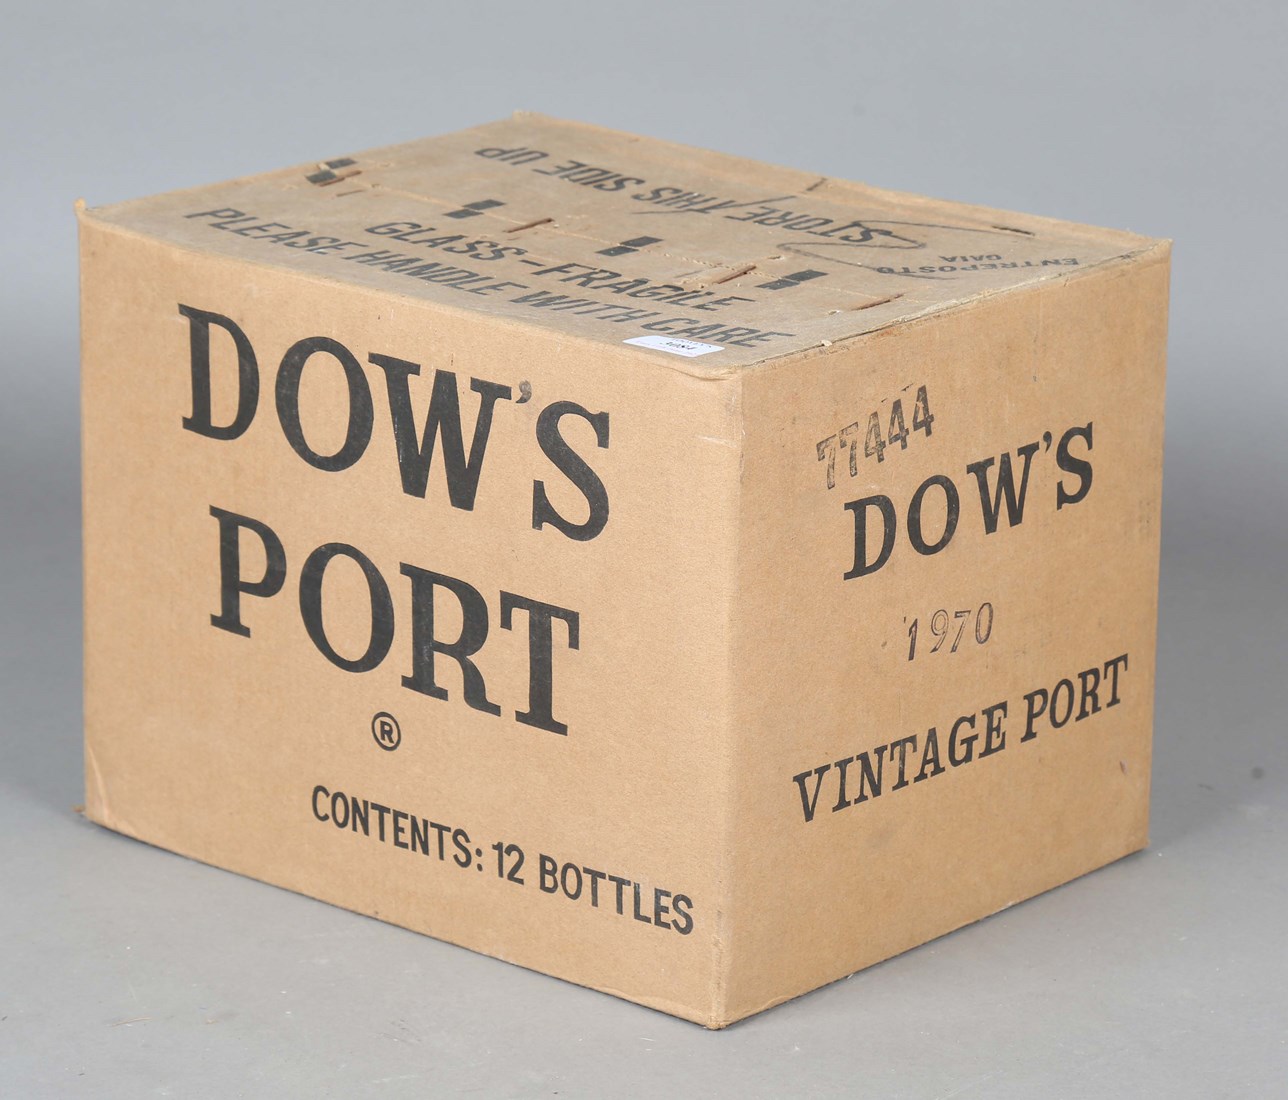 STORE THIS SIDE UP
ENTREPOSTO
GAIA
GLASS-FRAGILE
PLEASE HANDLE WITH CARE
DOW'S
PORT
®
CONTENTS: 12 BOTTLES
77444
DOW'S
1970
VINTAGE PORT